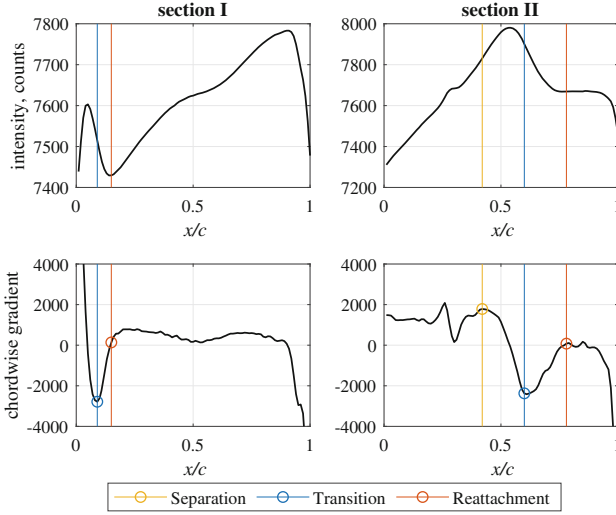 section I
section II
7800
7700
7600
7500
7400
intensity, counts
0
0.5
1
x/c
8000
7800
7600
7400
7200
0
0.5
1
x/c
4000
2000
0
-2000
-4000
chordwise gradient
0
0.5
1
x/c
4000
2000
0
-2000
-4000
0
0.5
1
x/c
Separation
Transition
Reattachment